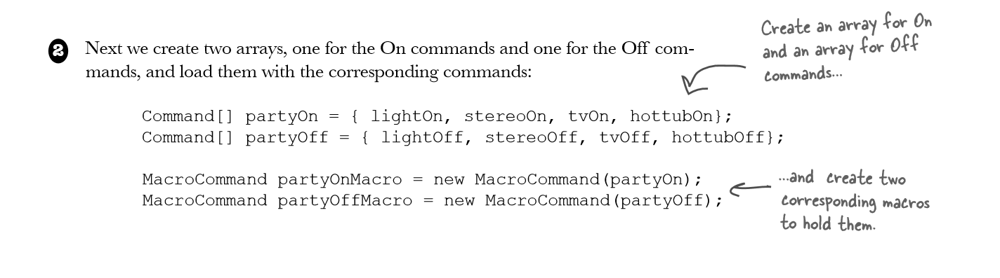 Create an array for On
and an array for Off
commands...
2 Next we create two arrays, one for the On commands and one for the Off com-
mands, and load them with the corresponding commands:
Command[] partyOn = { lightOn, stereoOn, tvOn, hottubOn};
Command[] partyOff = { lightOff, stereoOff, tvOff, hottubOff};
MacroCommand partyOnMacro = new MacroCommand(partyOn);
MacroCommand partyOffMacro = new MacroCommand(partyOff);
...and create two
corresponding macros
to hold them.